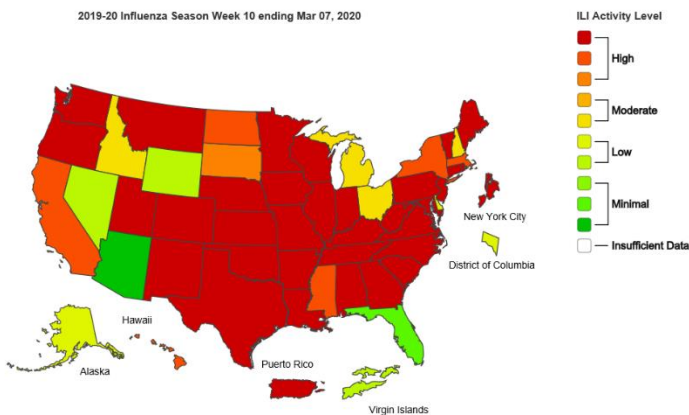 2019-20 Influenza Season Week 10 ending Mar 07, 2020
ILI Activity Level
High
Moderate
Low
Minimal
Insufficient Data
New York City
District of Columbia
Hawaii
Alaska
Puerto Rico
Virgin Islands